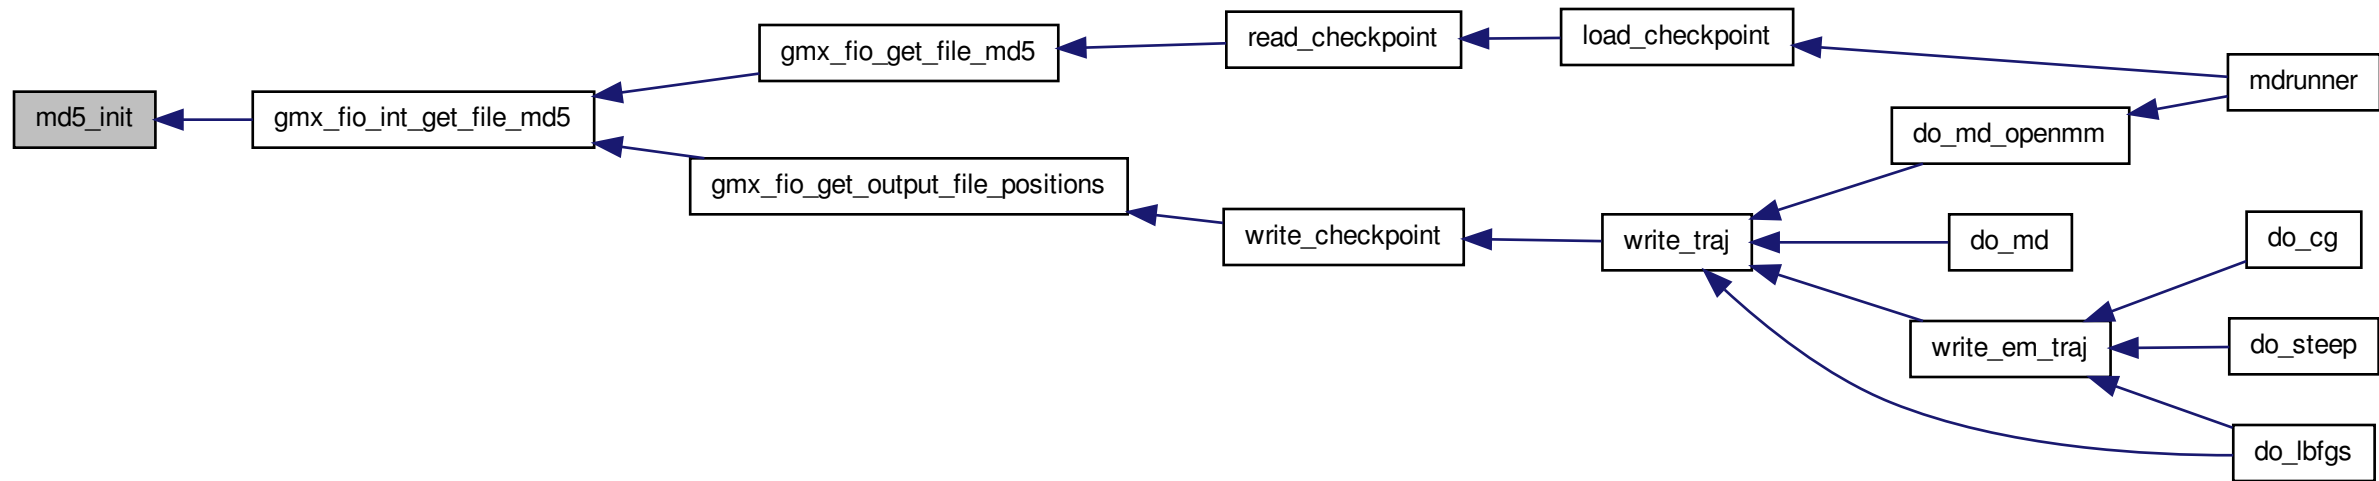 md5_init
gmx_fio_int_get_file_md5
gmx_fio_get_file_md5
gmx_fio_get_output_file_positions
read_checkpoint
write_checkpoint
load_checkpoint
write_traj
do_md_openmm
do_md
write_em_traj
mdrunner
do_cg
do_steep
do_lbfgs